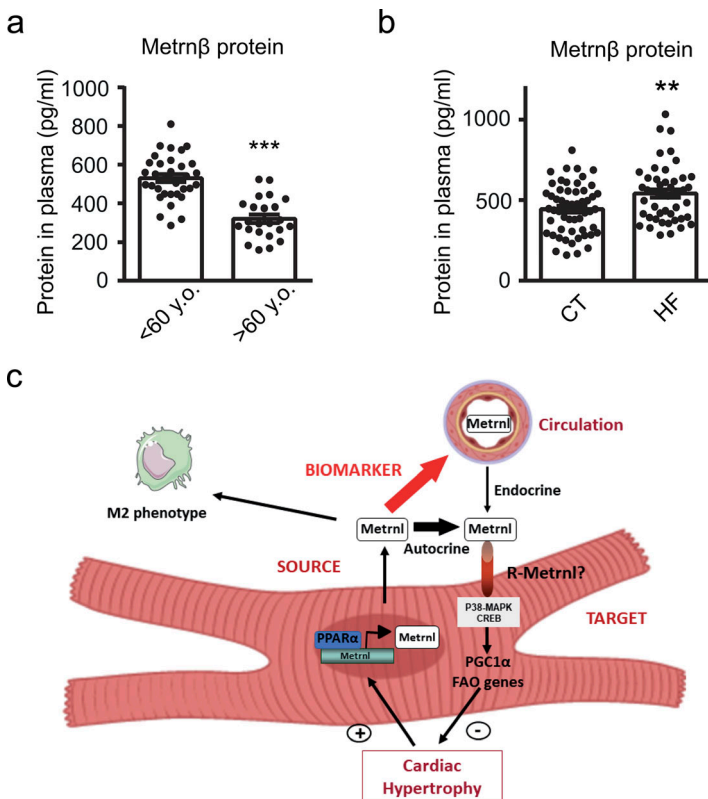 a
Metrnβ protein
Protein in plasma (pg/ml)
1000
800
600
400
200
0
***
<60 y.o.
>60 y.o.
b
Metrnβ protein
Protein in plasma (pg/ml)
1000
500
0
**
CT
HF
c
Metrnl
Circulation
BIOMARKER
Endocrine
M2 phenotype
Metrnl
Metrnl
Autocrine
SOURCE
R-Metrnl?
P38-MAPK
CREB
TARGET
PPARα
Metrnl
Metrnl
PGC1α
FAO genes
+
-
Cardiac
Hypertrophy